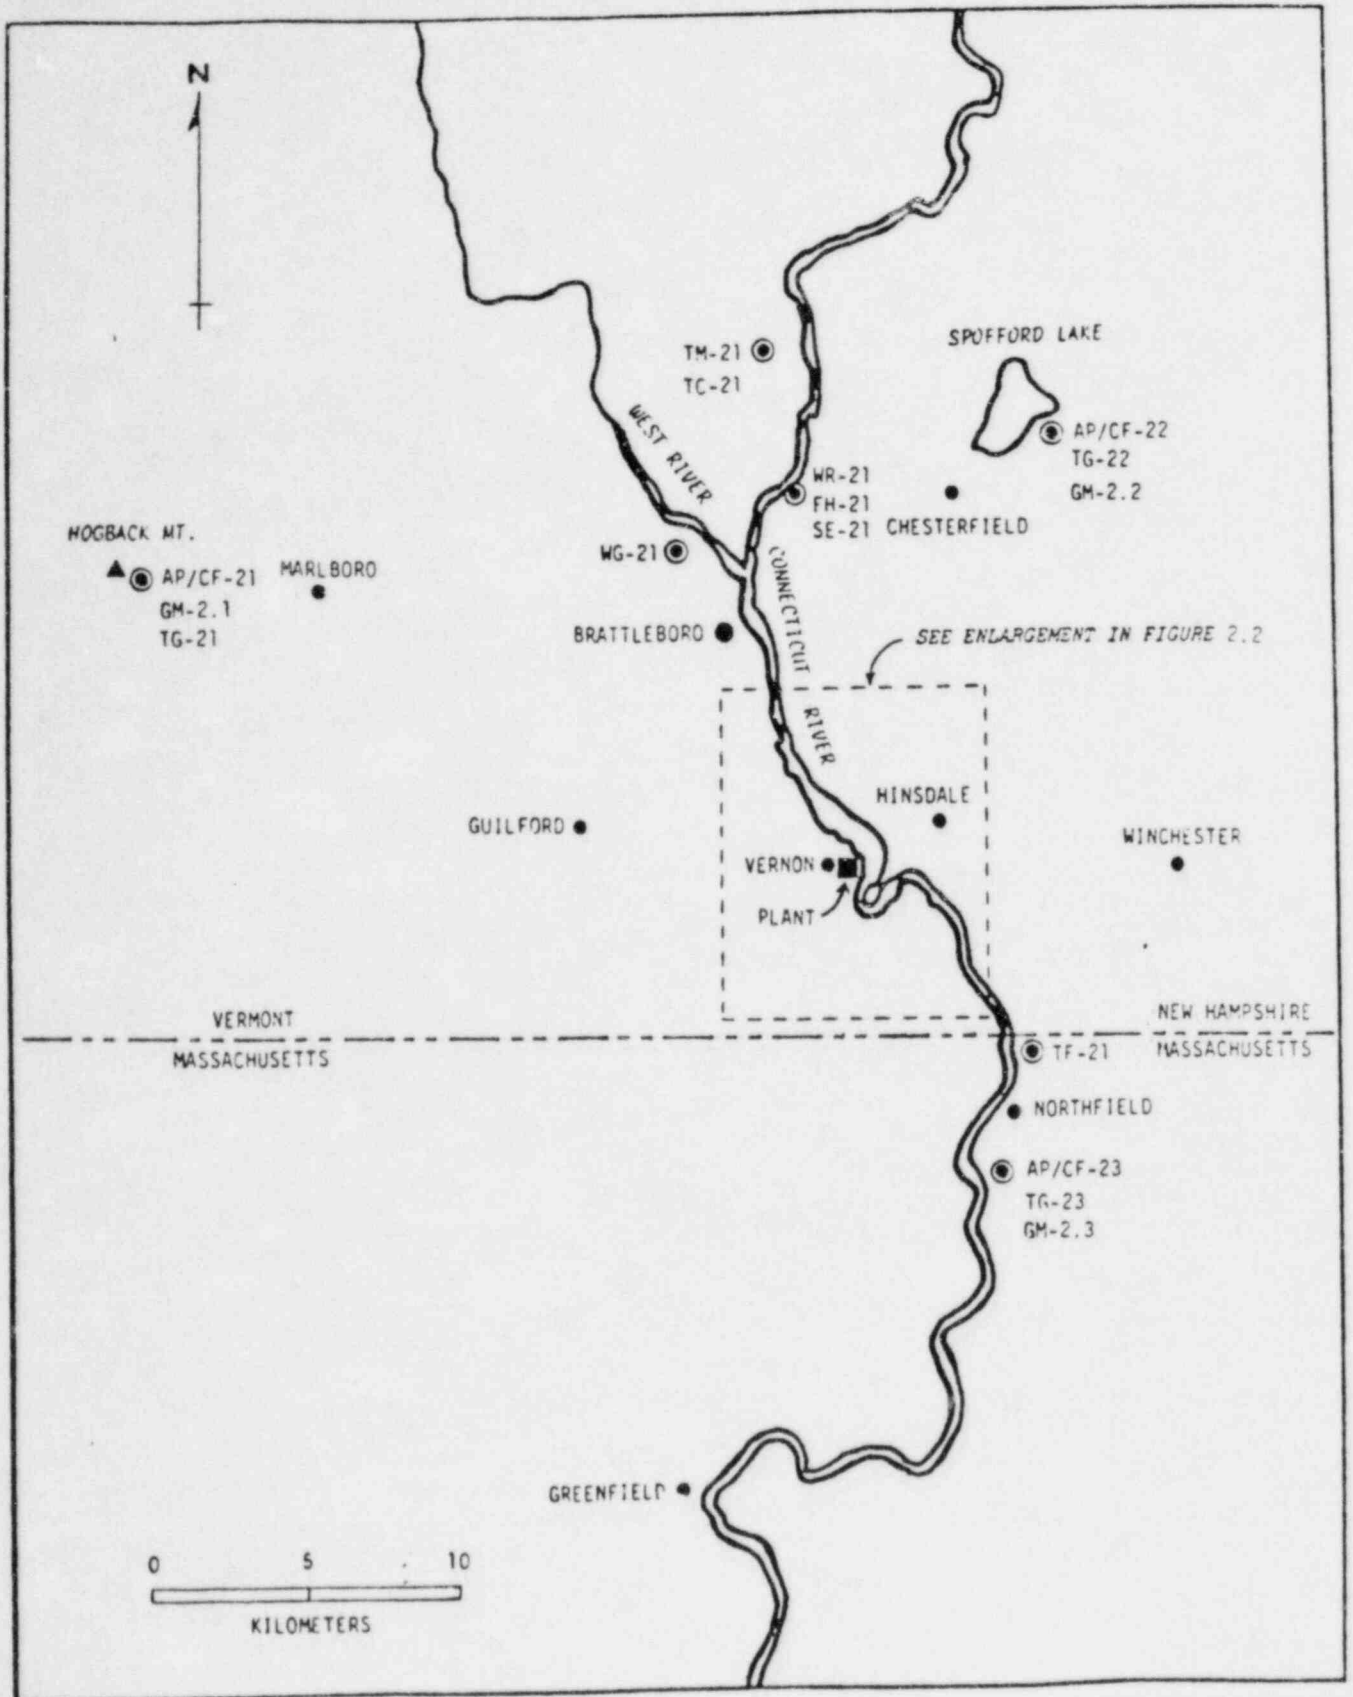 N
SPOFFORD LAKE
TM-21
TC-21
AP/CF-22
TG-22
GM-2.2
WEST RIVER
WR-21
FH-21
SE-21
CHESTERFIELD
HOGBACK MT.
AP/CF-21
GM-2.1
TG-21
MARLBORO
WG-21
CONNECTICUT RIVER
BRATTLEBORO
SEE ENLARGEMENT IN FIGURE 2.2
HINSDALE
GUILFORD
WINCHESTER
VERNON
PLANT
VERMONT
NEW HAMPSHIRE
MASSACHUSETTS
MASSACHUSETTS
TF-21
NORTHFIELD
AP/CF-23
TG-23
GM-2.3
GREENFIELD
0 5 10
KILOMETERS